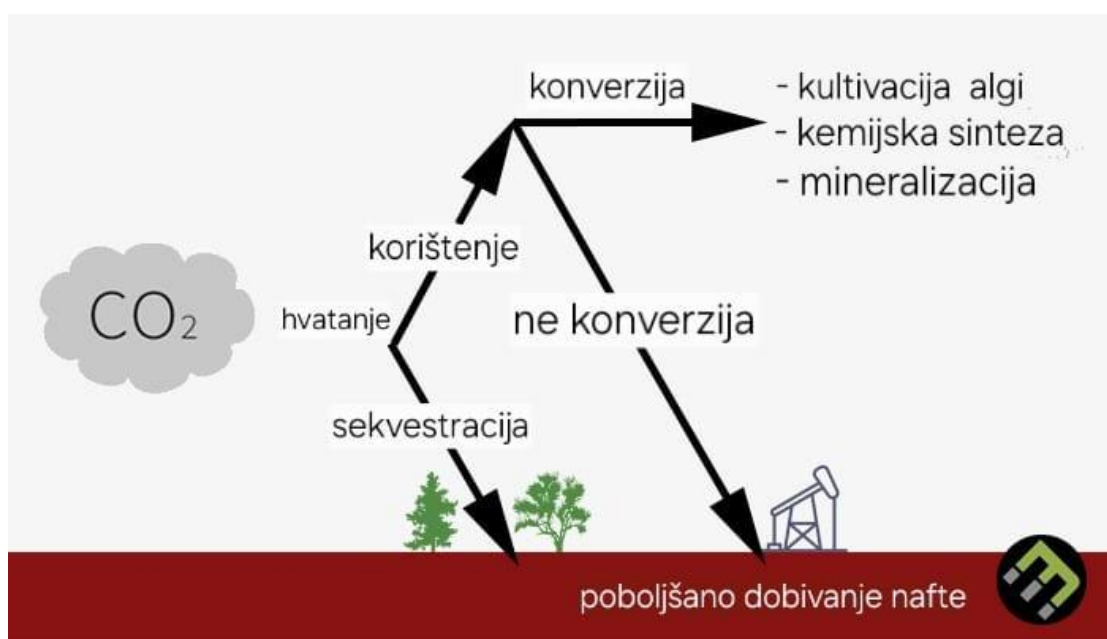 konverzija
- kultivacija algi
- kemijska sinteza
- mineralizacija
korištenje
CO₂
hvatanje
ne konverzija
sekvestracija
poboljšano dobivanje nafte